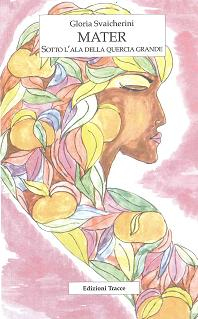 Gloria Svaicherini
MATER
SOTTO L'ALA DELLA QUERCIA GRANDE
Edizioni Tracce